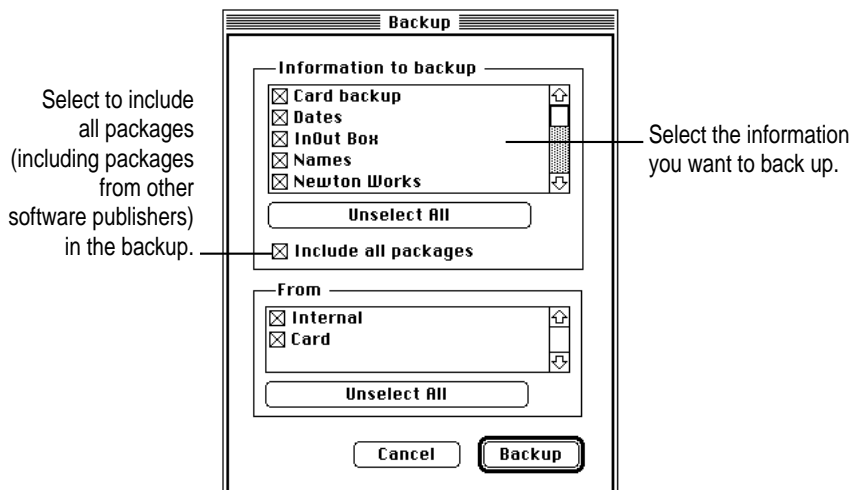 Backup
Information to backup
Card backup
Dates
InOut Box
Names
Newton Works
Unselect All
Include all packages
From
Internal
Card
Unselect All
Cancel
Backup
Select to include
all packages
(including packages
from other
software publishers)
in the backup.
Select the information
you want to back up.